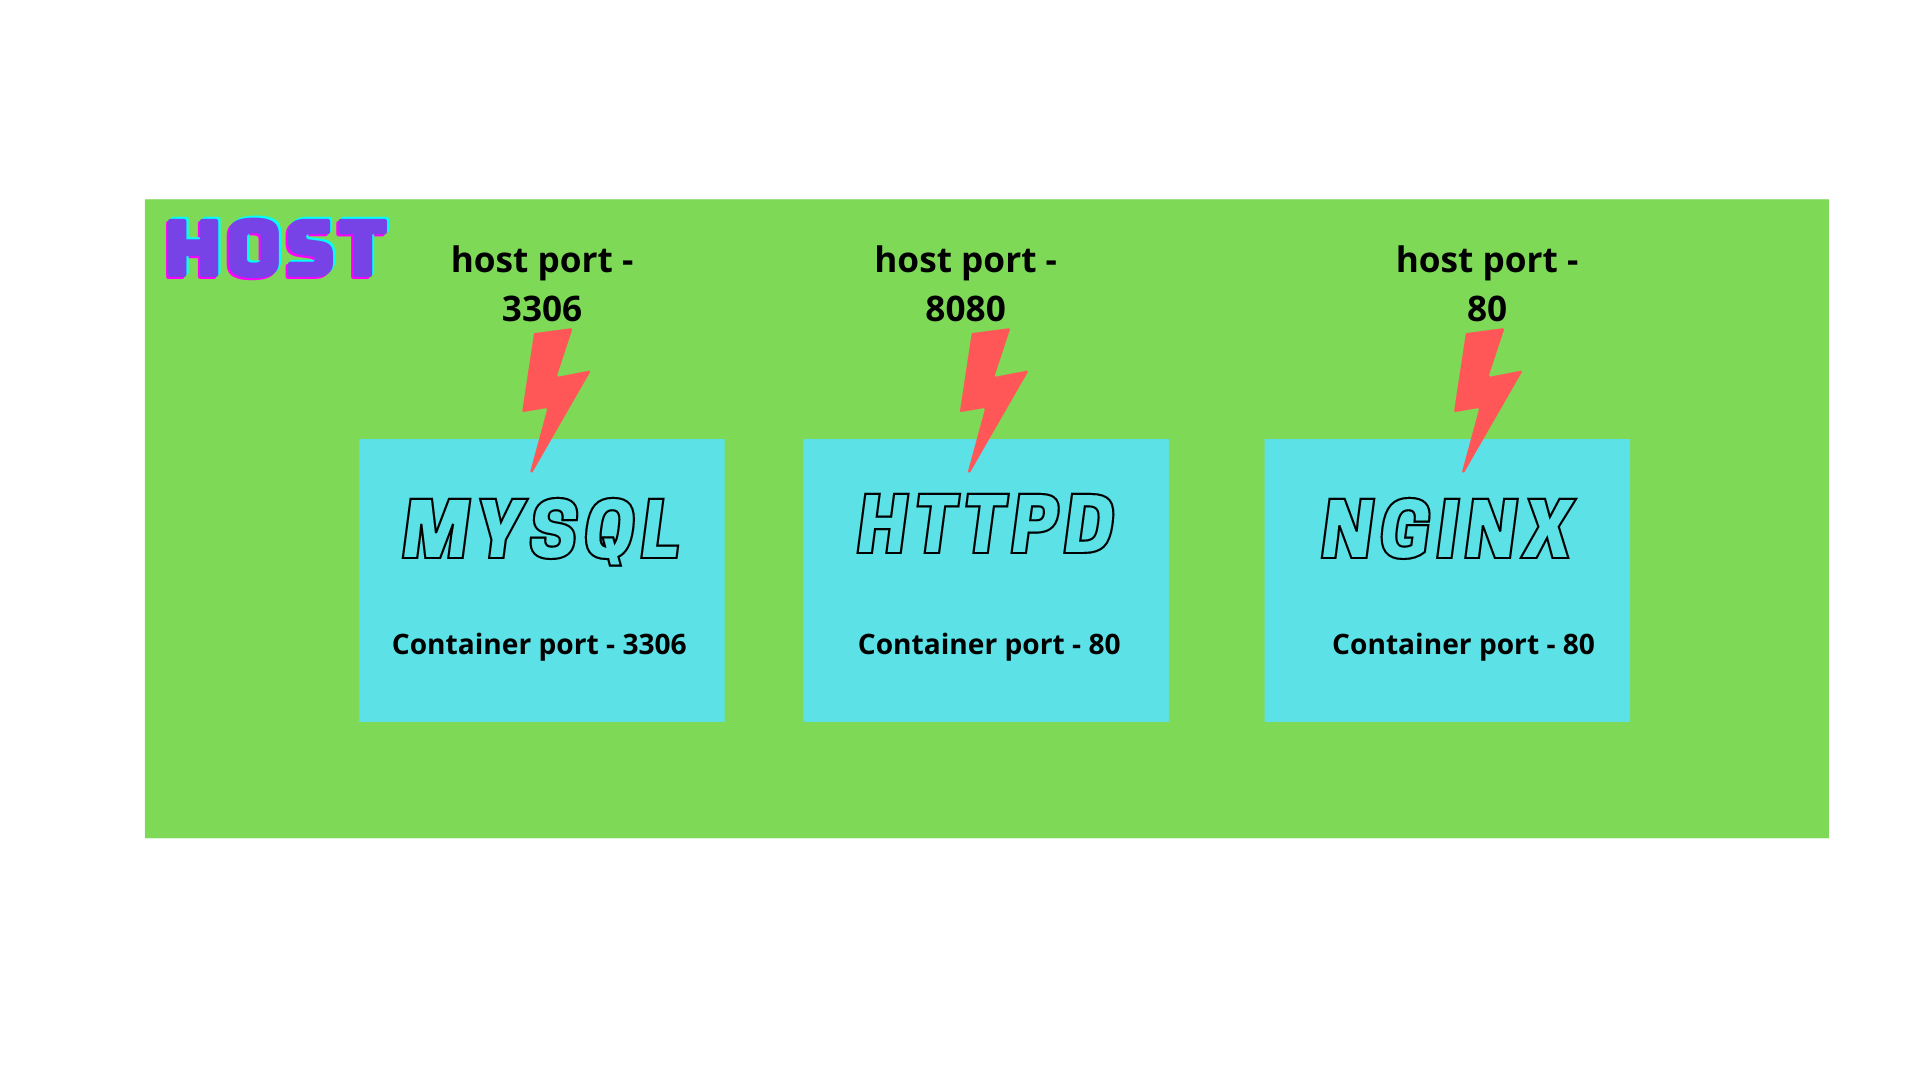 HOST
host port -
3306
host port -
8080
host port -
80
MYSQL
HTTPD
NGINX
Container port - 3306
Container port - 80
Container port - 80